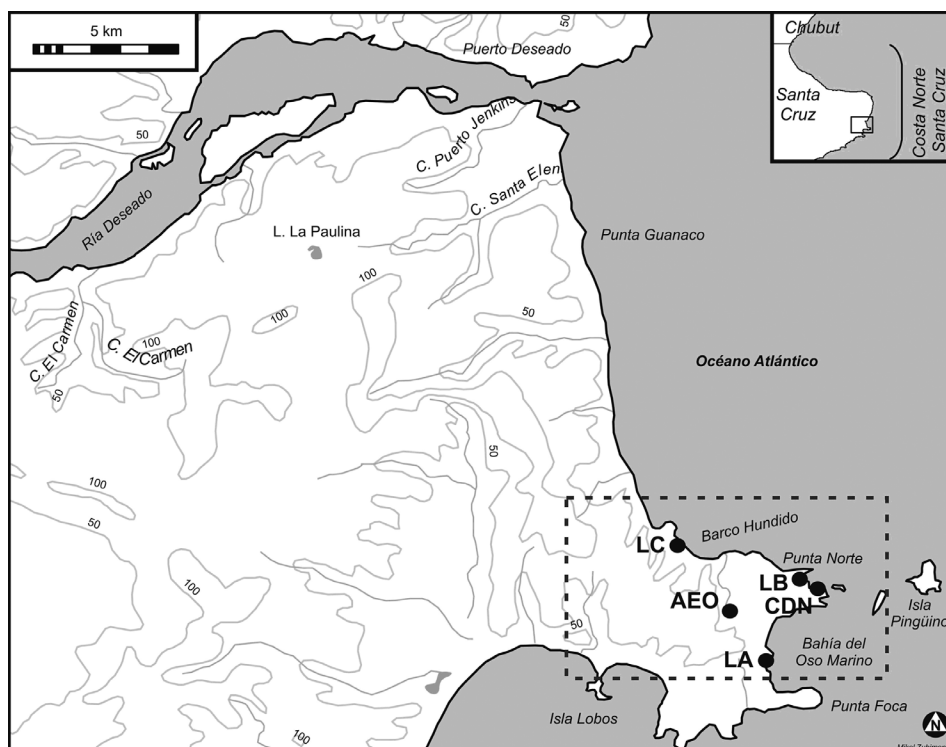 5 km
50
Puerto Deseado
Chubut
Santa
Cruz
Costa Norte
Santa Cruz
50
C. Puerto Jenkins
C. Santa Elen
Ría Deseado
L. La Paulina
Punta Guanaco
100
100
50
C. El Carmen
100
C. El Carmen
50
Océano Atlántico
50
100
50
Barco Hundido
LC
Punta Norte
LB
CDN
AEO
100
Isla
Pingüino
50
Bahía del
Oso Marino
LA
Isla Lobos
Punta Foca
100
N